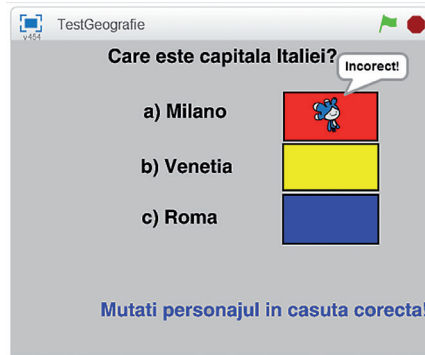 TestGeografie
v454
Care este capitala Italiei?
Incorect!
a) Milano
b) Venetia
c) Roma
Mutati personajul in casuta corecta!